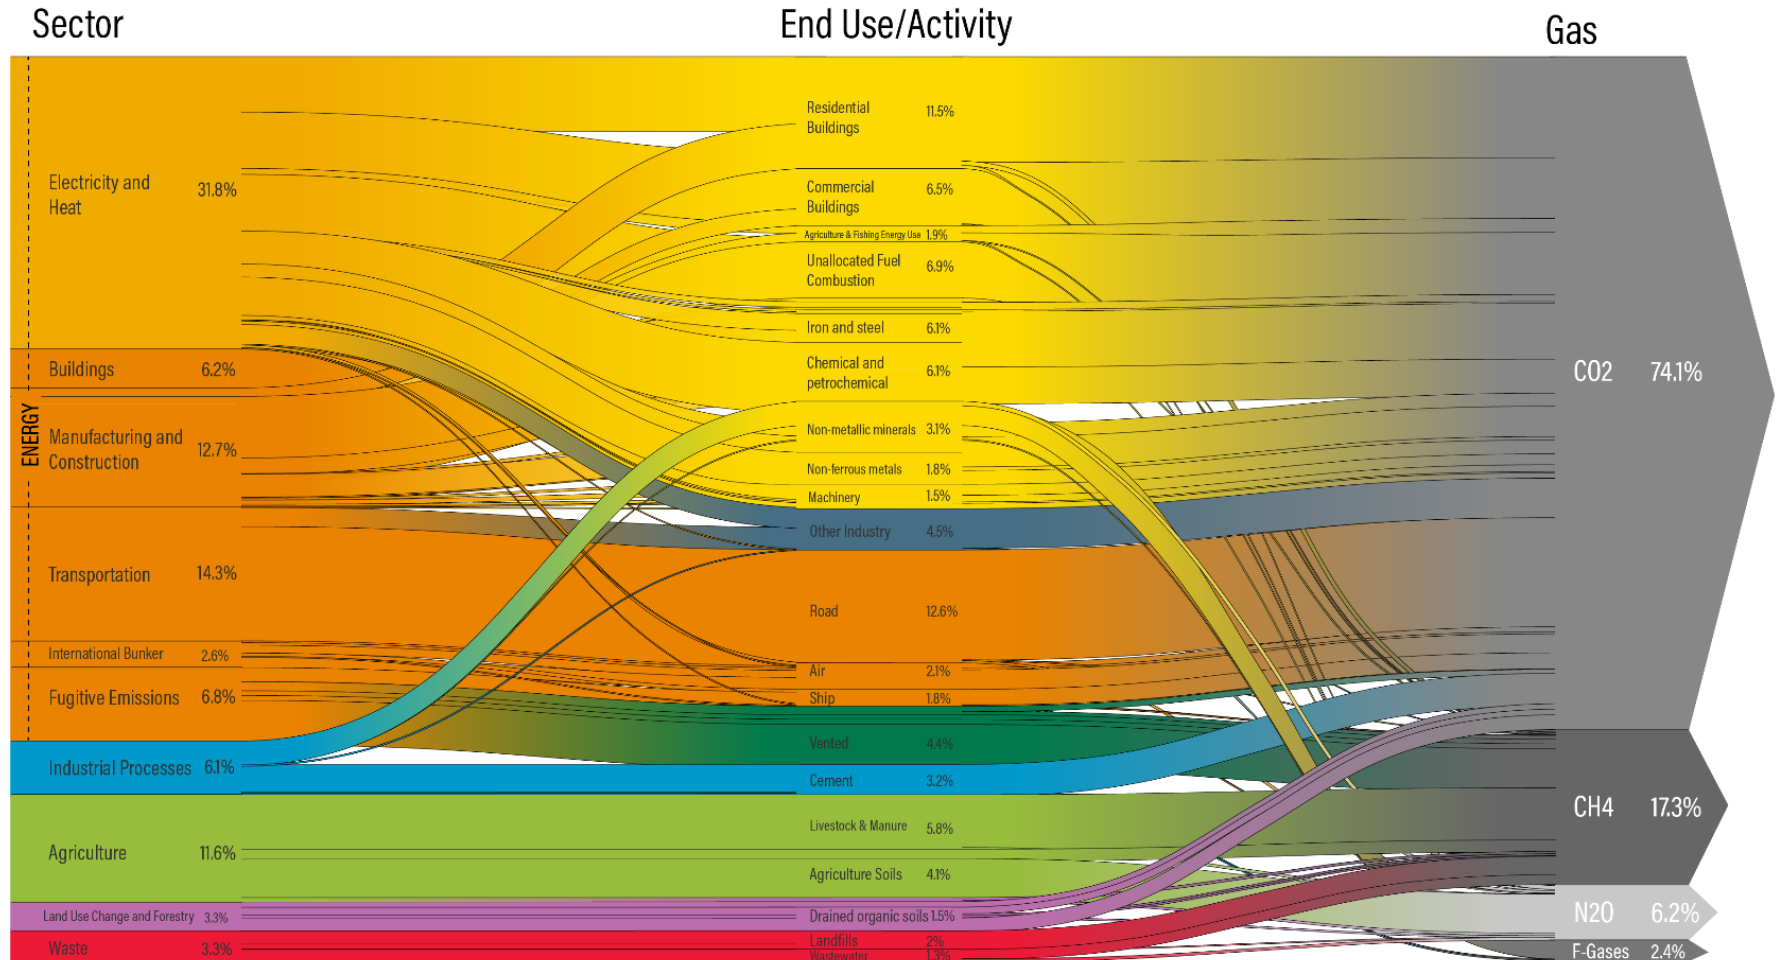 Sector
End Use/Activity
Gas
ENERGY
Electricity and
Heat
31.8%
Buildings
6.2%
Manufacturing and
Construction
12.7%
Transportation
14.3%
International Bunker
2.6%
Fugitive Emissions
6.8%
Industrial Processes
6.1%
Agriculture
11.6%
Land Use Change and Forestry
3.3%
Waste
3.3%
Residential
Buildings
11.5%
Commercial
Buildings
6.5%
Agriculture & Fishing Energy Use
1.9%
Unallocated Fuel
Combustion
6.9%
Iron and steel
6.1%
Chemical and
petrochemical
6.1%
Non-metallic minerals
3.1%
Non-ferrous metals
1.8%
Machinery
1.5%
Other Industry
4.5%
Road
12.6%
Air
2.1%
Ship
1.8%
Vented
4.4%
Cement
3.2%
Livestock & Manure
5.8%
Agriculture Soils
4.1%
Drained organic soils
1.5%
Landfills
2%
Wastewater
1.3%
CO2
74.1%
CH4
17.3%
N2O
6.2%
F-Gases
2.4%